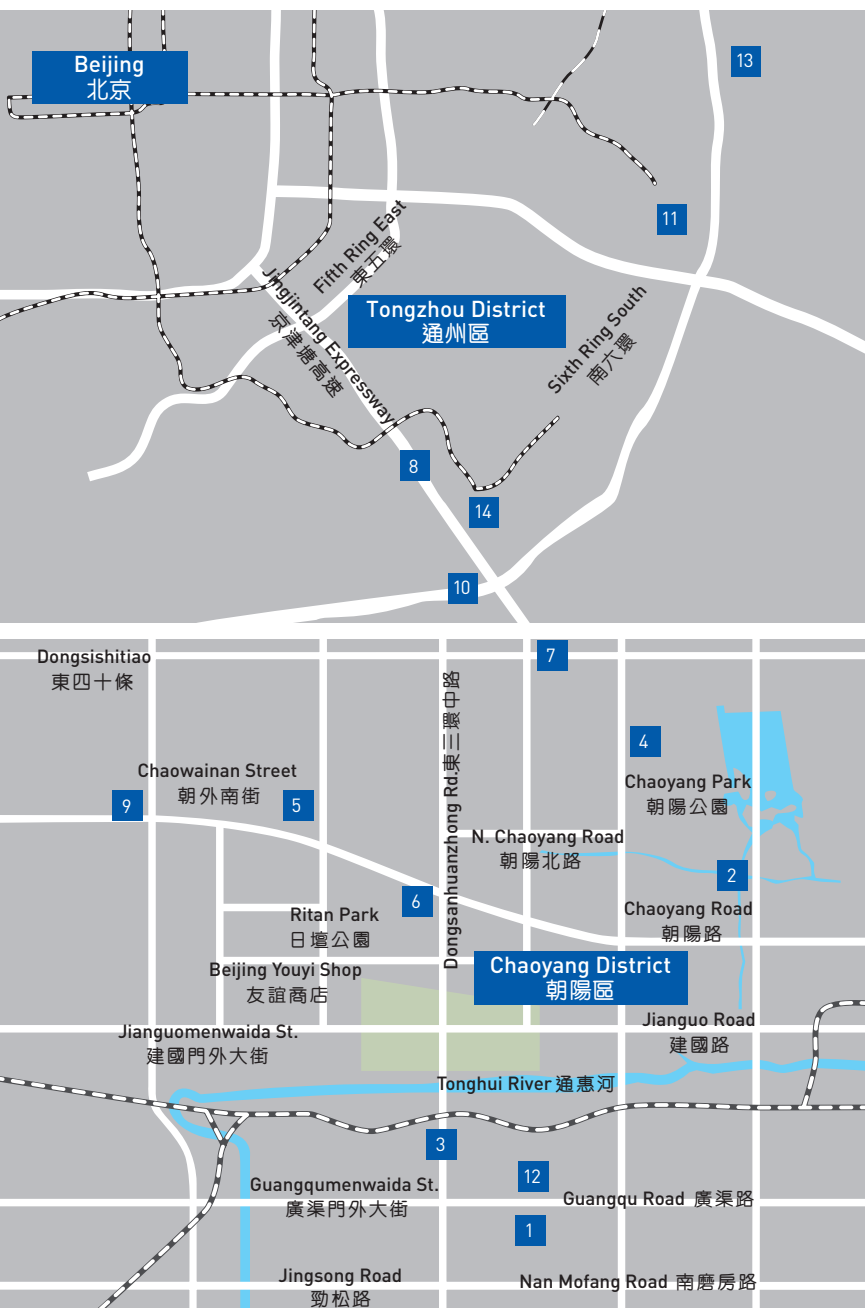 Beijing
北京
13
11
Fifth Ring East
東五環
Jingjintang Expressway
京津塘高速
Tongzhou District
通州區
Sixth Ring South
南六環
8
14
10
Dongsishitiao
東四十條
7
Dongsanhuanzhong Rd.東三環中路
4
Chaowainan Street
朝外南街
9
5
Chaoyang Park
朝陽公園
N. Chaoyang Road
朝陽北路
2
6
Ritan Park
日壇公園
Chaoyang Road
朝陽路
Beijing Youyi Shop
友誼商店
Chaoyang District
朝陽區
Jianguomenwaida St.
建國門外大街
Jianguo Road
建國路
Tonghui River 通惠河
3
12
Guangqumenwaida St.
廣渠門外大街
Guangqu Road 廣渠路
1
Jingsong Road
勁松路
Nan Mofang Road 南磨房路